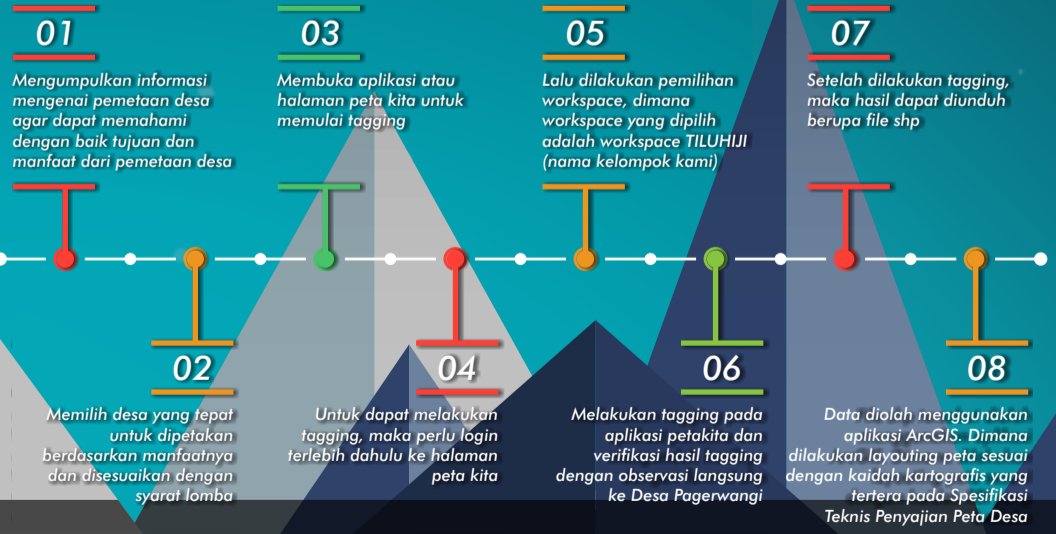 01
Mengumpulkan informasi
mengenai pemetaan desa
agar dapat memahami
dengan baik tujuan dan
manfaat dari pemetaan desa
02
Memilih desa yang tepat
untuk dipetakan
berdasarkan manfaatnya
dan disesuaikan dengan
syarat lomba
03
Membuka aplikasi atau
halaman peta kita untuk
memulai tagging
04
Untuk dapat melakukan
tagging, maka perlu login
terlebih dahulu ke halaman
peta kita
05
Lalu dilakukan pemilihan
workspace, dimana
workspace yang dipilih
adalah workspace TILUHIJI
(nama kelompok kami)
06
Melakukan tagging pada
aplikasi petakita dan
verifikasi hasil tagging
dengan observasi langsung
ke Desa Pagerwangi
07
Setelah dilakukan tagging,
maka hasil dapat diunduh
berupa file shp
08
Data diolah menggunakan
aplikasi ArcGIS. Dimana
dilakukan layouting peta sesuai
dengan kaidah kartografis yang
tertera pada Spesifikasi
Teknis Penyajian Peta Desa